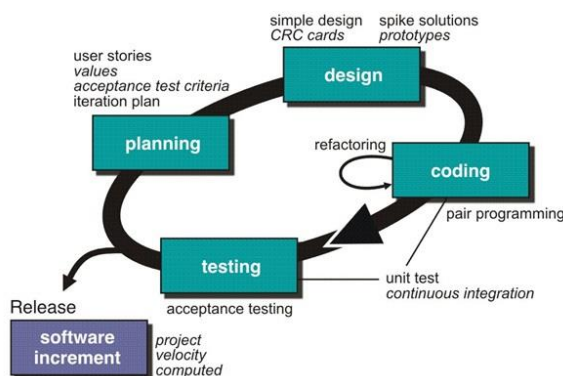 simple design
CRC cards
spike solutions
prototypes
user stories
values
acceptance test criteria
iteration plan
design
planning
refactoring
coding
pair programming
testing
unit test
continuous integration
acceptance testing
Release
software
increment
project
velocity
computed